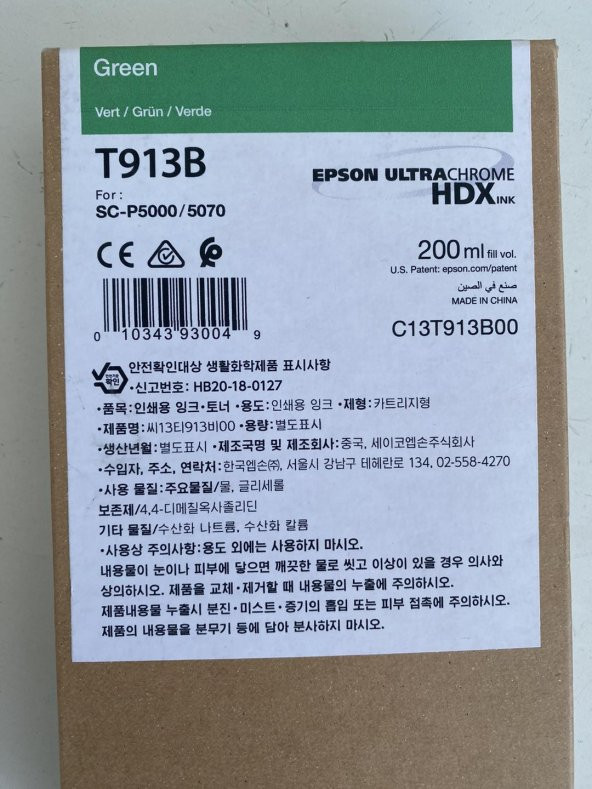 Green
Vert / Grün / Verde
T913B
For :
SC-P5000/5070
EPSON ULTRACHROME
HDX INK
200 ml fill vol.
U.S. Patent: epson.com/patent
صنع في الصين
MADE IN CHINA
C13T913B00
0 10343 93004 9
확인
안전확인대상 생활화학제품 표시사항
•신고번호: HB20-18-0127
•품목:인쇄용 잉크•토너 •용도:인쇄용 잉크 •제형:카트리지형
•제품명:씨13티913비00 •용량:별도표시
•생산년월:별도표시 •제조국명 및 제조회사:중국, 세이코엡손주식회사
•수입자, 주소, 연락처:한국엡손㈜, 서울시 강남구 테헤란로 134, 02-558-4270
•사용 물질:주요물질/물, 글리세롤
보존제/4,4-디메칠옥사졸리딘
기타 물질/수산화 나트륨, 수산화 칼륨
•사용상 주의사항:용도 외에는 사용하지 마시오.
내용물이 눈이나 피부에 닿으면 깨끗한 물로 씻고 이상이 있을 경우 의사와
상의하시오. 제품을 교체•제거할 때 내용물의 누출에 주의하시오.
제품내용물 누출시 분진•미스트•증기의 흡입 또는 피부 접촉에 주의하시오.
제품의 내용물을 분무기 등에 담아 분사하지 마시오.